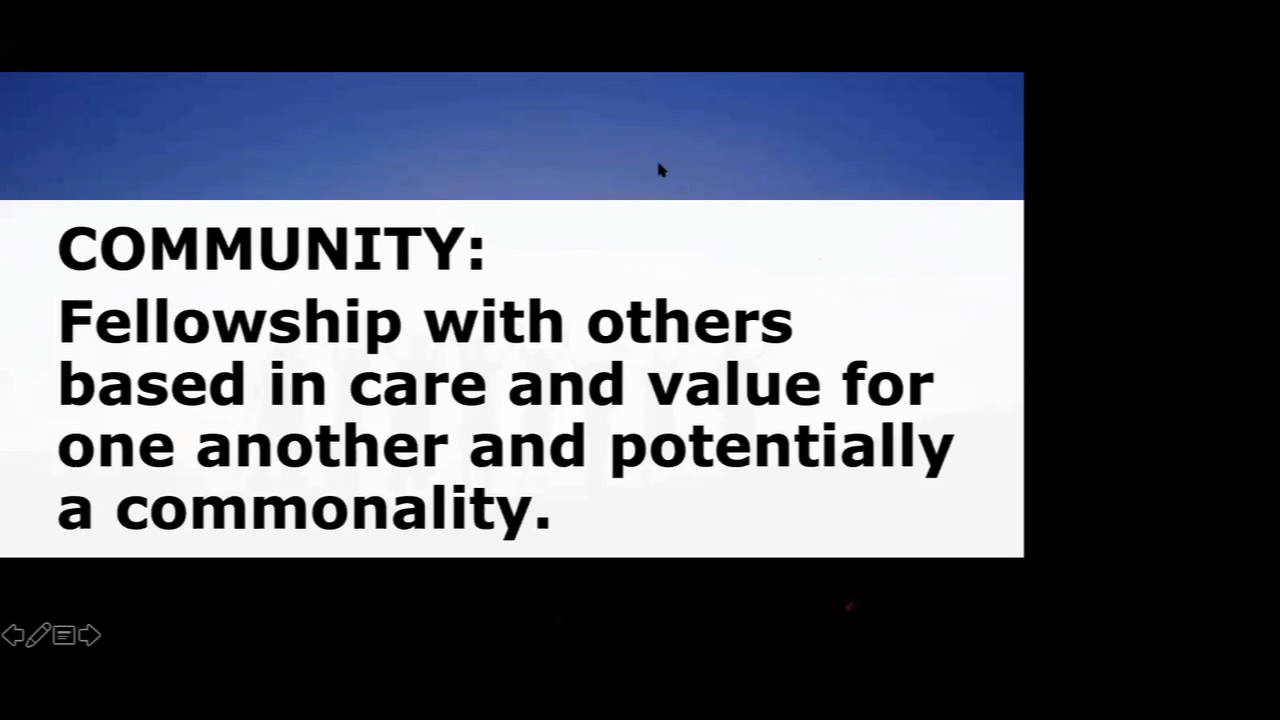 COMMUNITY:
Fellowship with others
based in care and value for
one another and potentially
a commonality.